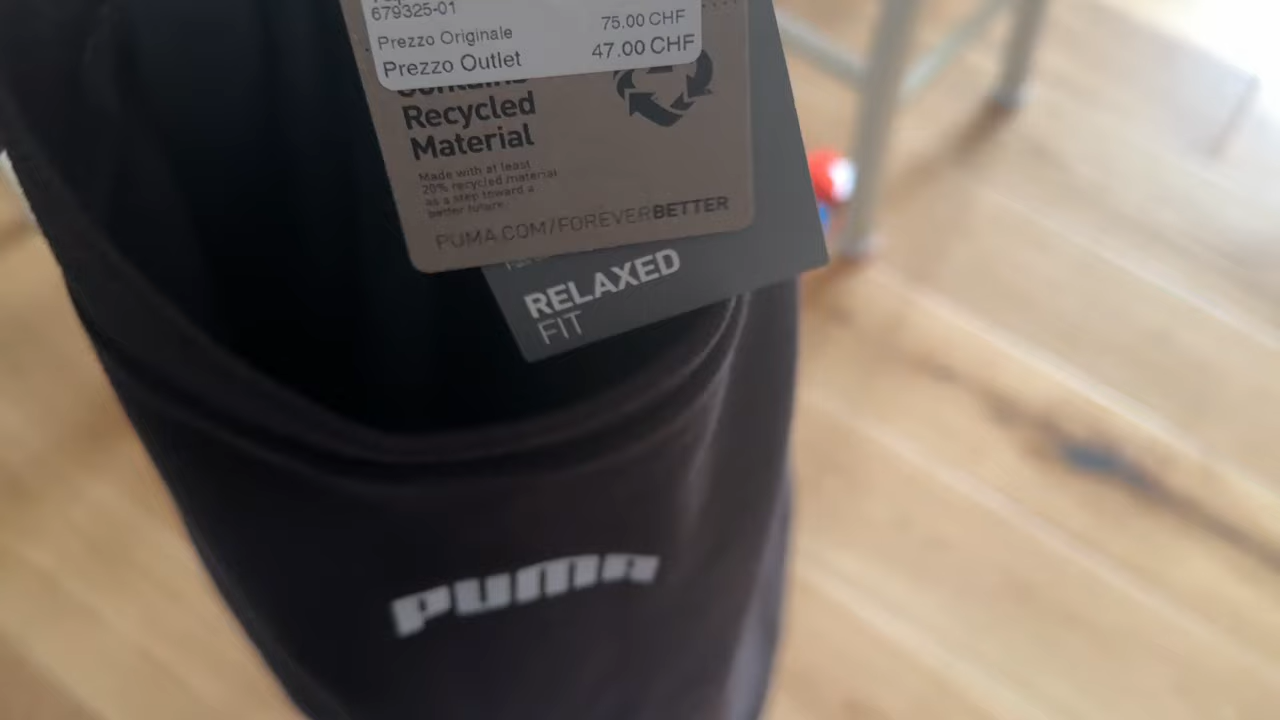 679325-01
Prezzo Originale 75.00 CHF
Prezzo Outlet 47.00 CHF
Contains
Recycled
Material
Made with at least
20% recycled material
as a step toward a
better future.
PUMA.COM/FOREVERBETTER
RELAXED
FIT
PUMA